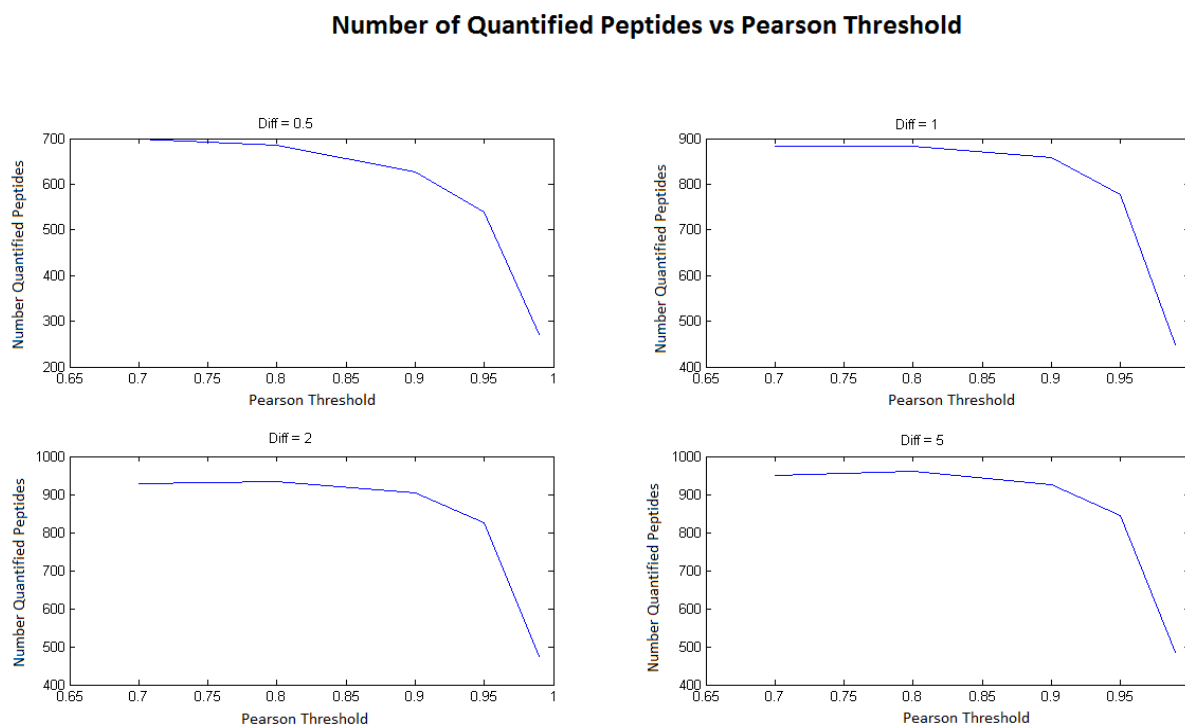 Number of Quantified Peptides vs Pearson Threshold
Diff = 0.5
Number Quantified Peptides
700
600
500
400
300
200
0.65 0.7 0.75 0.8 0.85 0.9 0.95 1
Pearson Threshold
Diff = 1
Number Quantified Peptides
900
800
700
600
500
400
0.65 0.7 0.75 0.8 0.85 0.9 0.95
Pearson Threshold
Diff = 2
Number Quantified Peptides
1000
900
800
700
600
500
400
0.65 0.7 0.75 0.8 0.85 0.9 0.95 1
Pearson Threshold
Diff = 5
Number Quantified Peptides
1000
900
800
700
600
500
400
0.65 0.7 0.75 0.8 0.85 0.9 0.95
Pearson Threshold